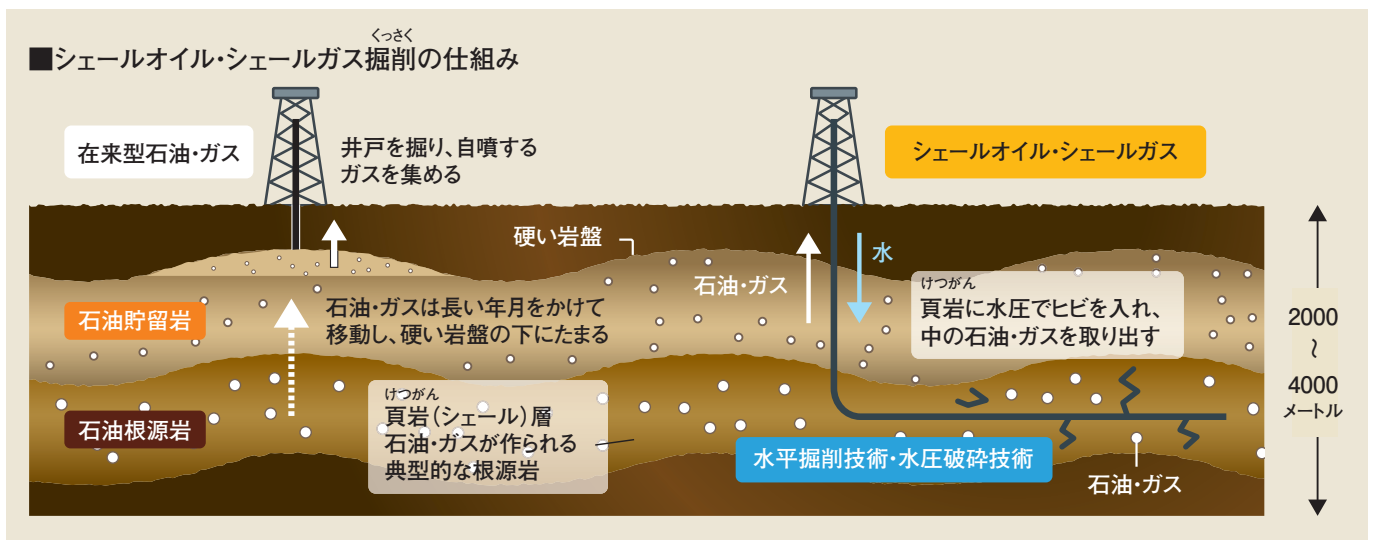 くっさく
■シェールオイル・シェールガス掘削の仕組み
在来型石油・ガス
井戸を掘り、自噴する
ガスを集める
シェールオイル・シェールガス
硬い岩盤
石油・ガス
水
けつがん
頁岩に水圧でヒビを入れ、
中の石油・ガスを取り出す
石油貯留岩
石油・ガスは長い年月をかけて
移動し、硬い岩盤の下にたまる
2000
〜
4000
メートル
石油根源岩
けつがん
頁岩（シェール）層
石油・ガスが作られる
典型的な根源岩
水平掘削技術・水圧破砕技術
石油・ガス